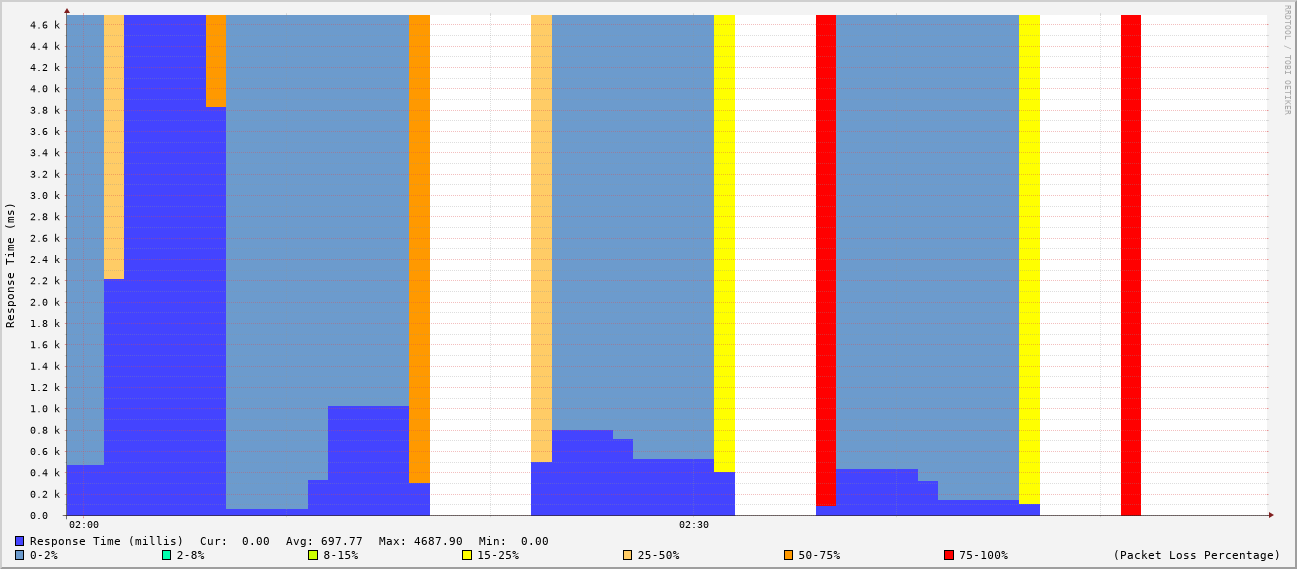 RRDTOOL / TOBI OETIKER
Response Time (ms)
4.6 k
4.4 k
4.2 k
4.0 k
3.8 k
3.6 k
3.4 k
3.2 k
3.0 k
2.8 k
2.6 k
2.4 k
2.2 k
2.0 k
1.8 k
1.6 k
1.4 k
1.2 k
1.0 k
0.8 k
0.6 k
0.4 k
0.2 k
0.0
02:00 02:30
Response Time (millis) Cur: 0.00 Avg: 697.77 Max: 4687.90 Min: 0.00
0-2% 2-8% 8-15% 15-25% 25-50% 50-75% 75-100% (Packet Loss Percentage)